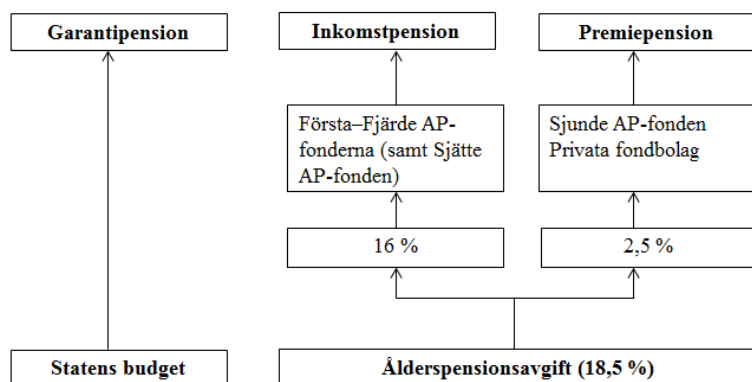 Garantipension
Inkomstpension
Premiepension
Första–Fjärde AP-
fonderna (samt Sjätte
AP-fonden)
Sjunde AP-fonden
Privata fondbolag
16 %
2,5 %
Statens budget
Ålderspensionsavgift (18,5 %)